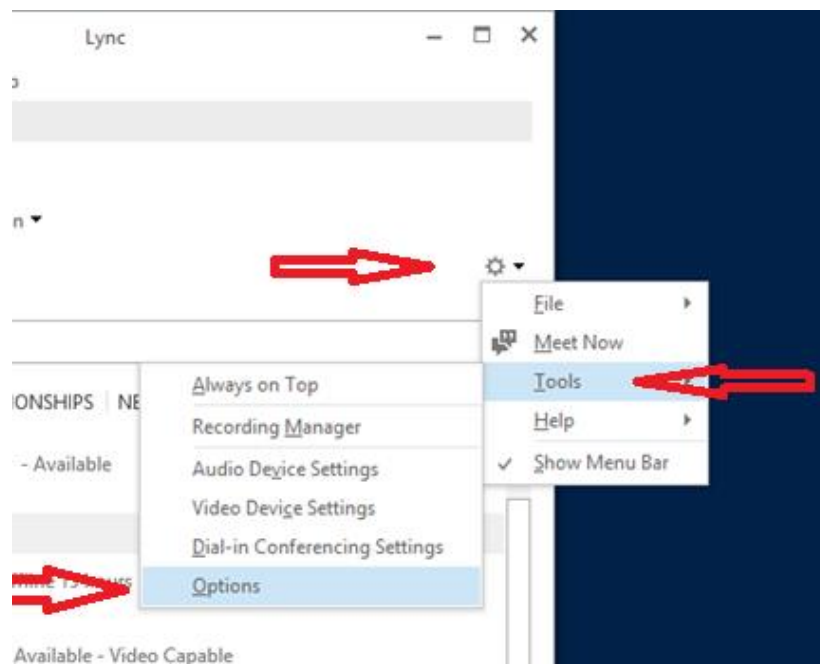 Lync
n
File
Meet Now
Tools
Help
Show Menu Bar
ONSHIPS NE
- Available
Always on Top
Recording Manager
Audio Device Settings
Video Device Settings
Dial-in Conferencing Settings
Options
Available - Video Capable